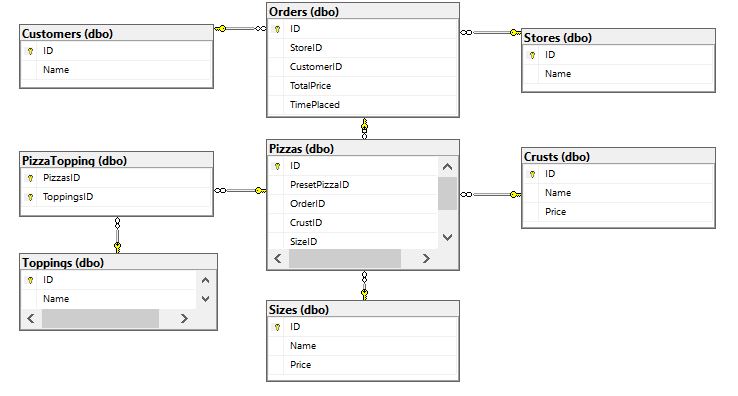 Customers (dbo)
ID
Name
Orders (dbo)
ID
StoreID
CustomerID
TotalPrice
TimePlaced
Stores (dbo)
ID
Name
PizzaTopping (dbo)
PizzasID
ToppingsID
Pizzas (dbo)
ID
PresetPizzaID
OrderID
CrustID
SizeID
Crusts (dbo)
ID
Name
Price
Toppings (dbo)
ID
Name
Sizes (dbo)
ID
Name
Price